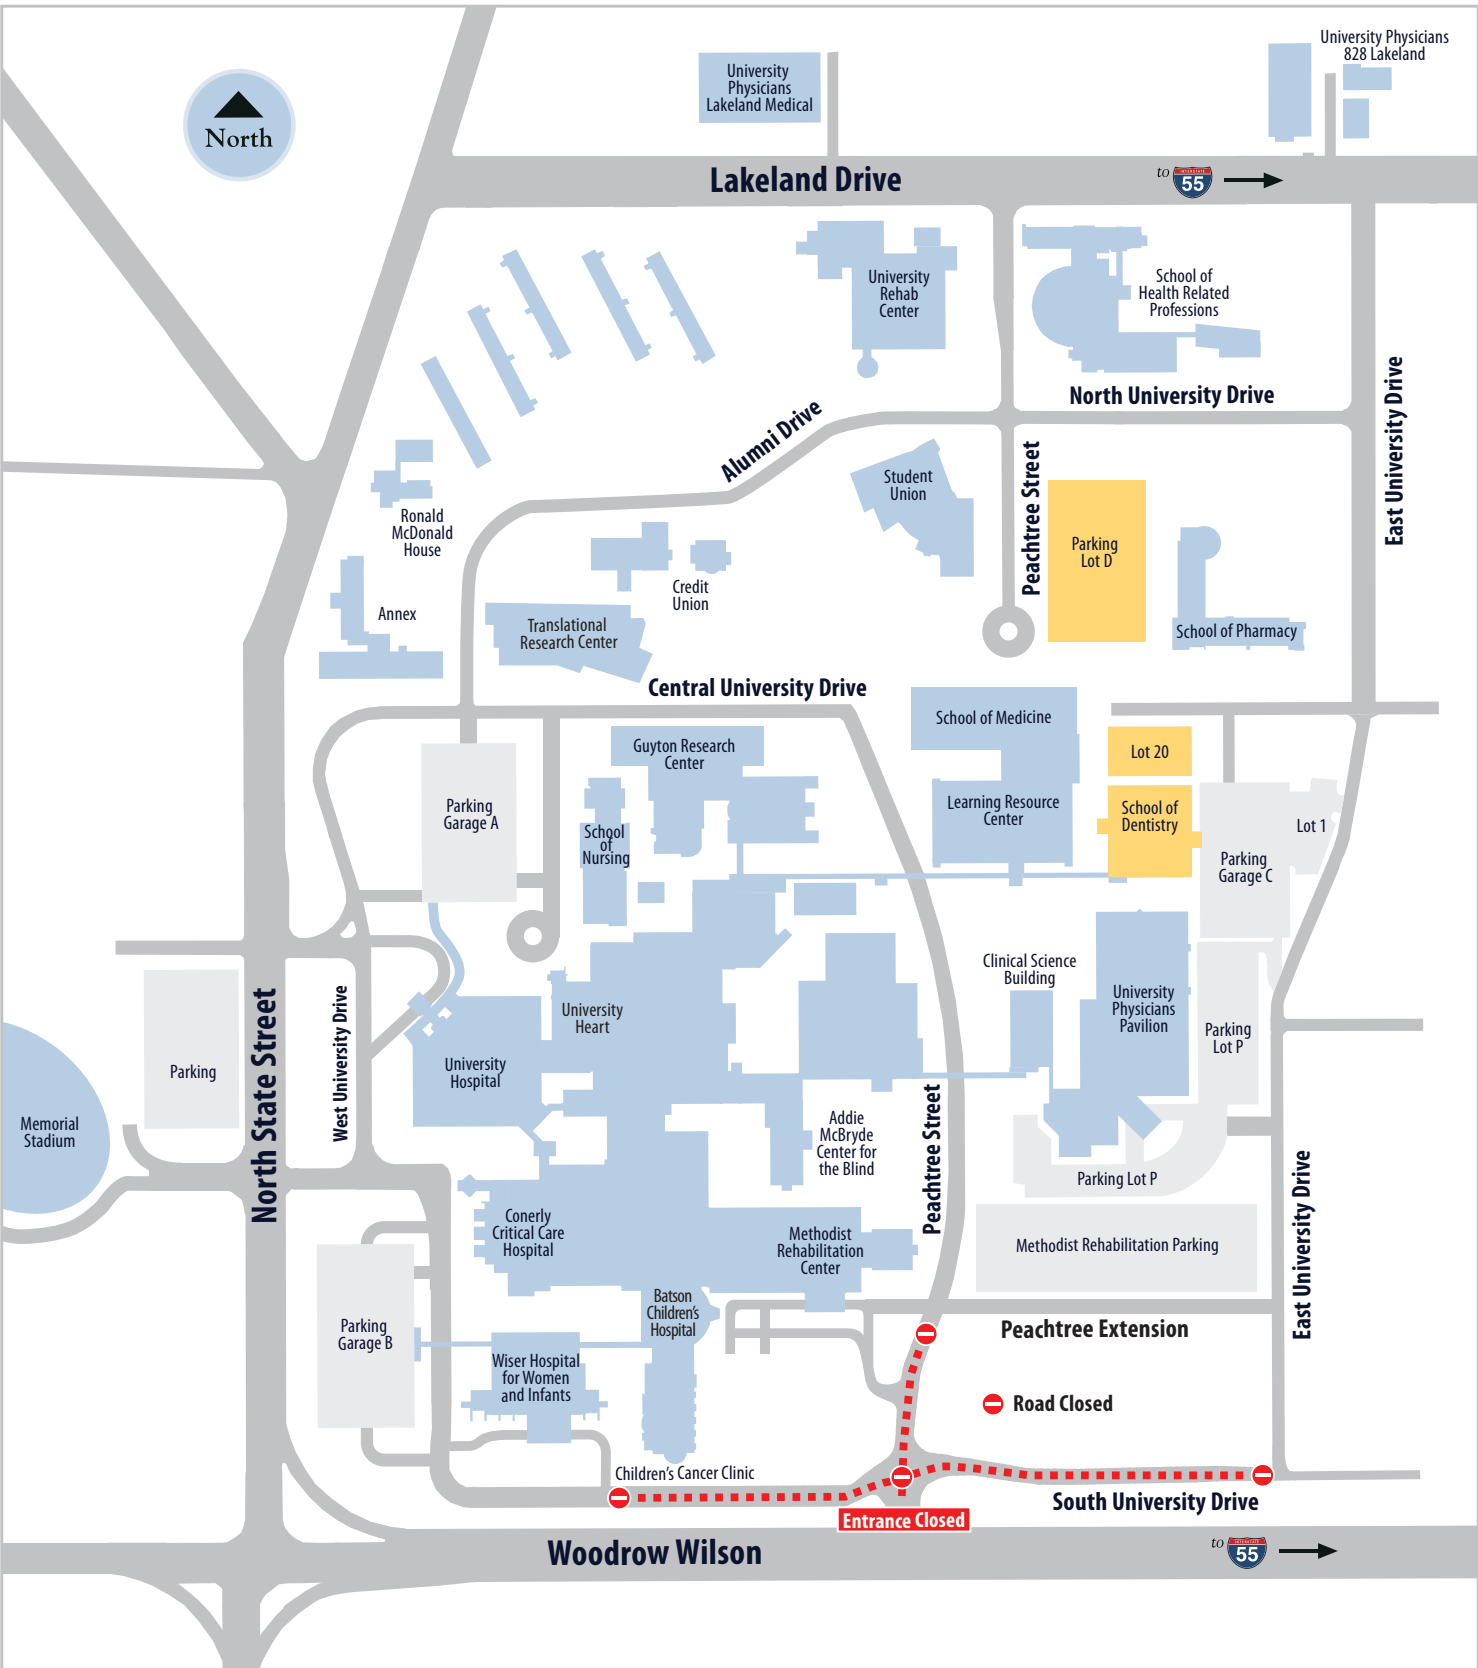 University Physicians
828 Lakeland
University
Physicians
Lakeland Medical
North
Lakeland Drive
to
INTERSTATE
55
University
Rehab
Center
School of
Health Related
Professions
North University Drive
East University Drive
Alumni Drive
Student
Union
Peachtree Street
Parking
Lot D
Ronald
McDonald
House
Credit
Union
Annex
Translational
Research Center
School of Pharmacy
Central University Drive
School of Medicine
Guyton Research
Center
Lot 20
Parking
Garage A
School
of
Nursing
Learning Resource
Center
School of
Dentistry
Lot 1
Parking
Garage C
Clinical Science
Building
University
Heart
University
Physicians
Pavilion
Parking
Lot P
University
Hospital
Parking
West University Drive
North State Street
Memorial
Stadium
Addie
McBryde
Center for
the Blind
Peachtree Street
Parking Lot P
Conerly
Critical Care
Hospital
Methodist
Rehabilitation
Center
Methodist Rehabilitation Parking
East University Drive
Batson
Children's
Hospital
Parking
Garage B
Peachtree Extension
Wiser Hospital
for Women
and Infants
Road Closed
Children's Cancer Clinic
South University Drive
Entrance Closed
Woodrow Wilson
to
INTERSTATE
55